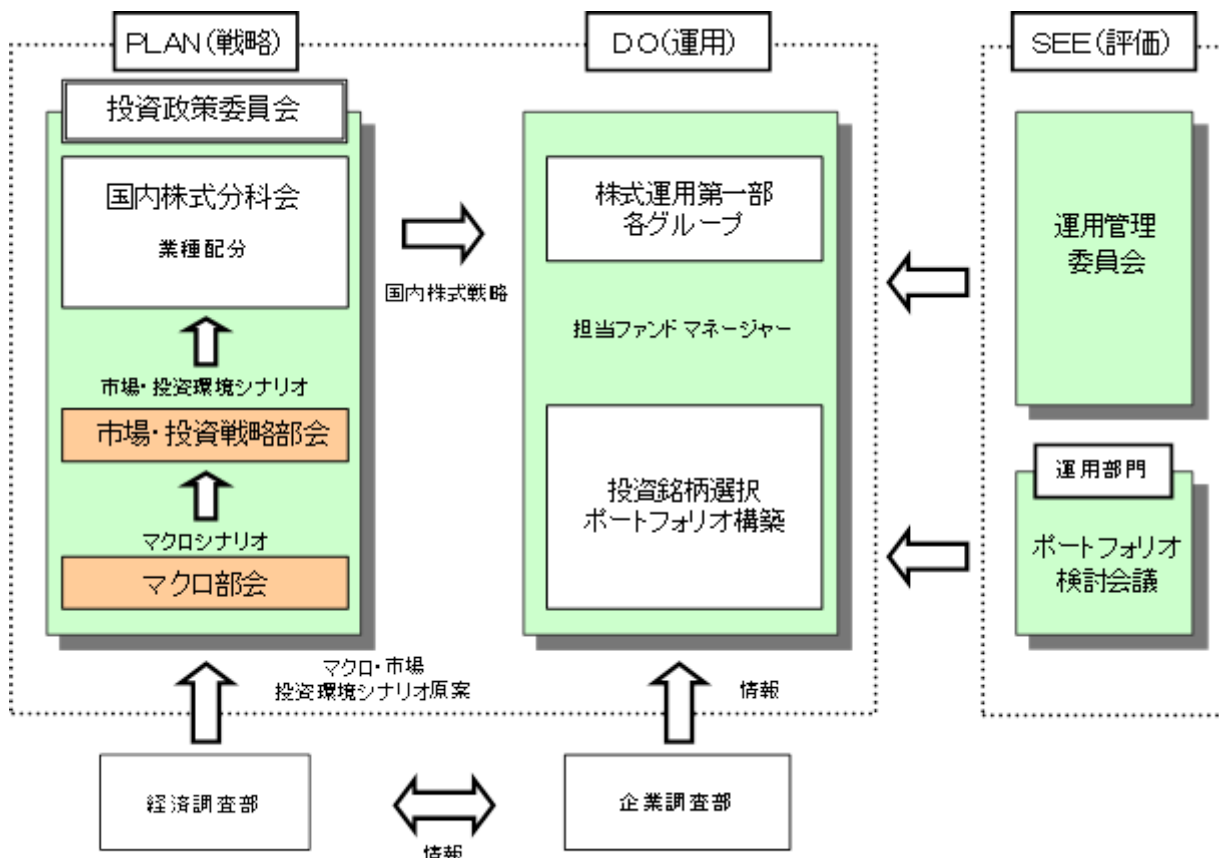 PLAN(戦略)
投資政策委員会
国内株式分科会
業種配分
市場・投資環境シナリオ
市場・投資戦略部会
マクロシナリオ
マクロ部会
国内株式戦略
DO(運用)
株式運用第一部
各グループ
担当ファンドマネージャー
投資銘柄選択
ポートフォリオ構築
SEE(評価)
運用管理
委員会
運用部門
ポートフォリオ
検討会議
マクロ・市場
投資環境シナリオ原案
情報
経済調査部
情報
企業調査部